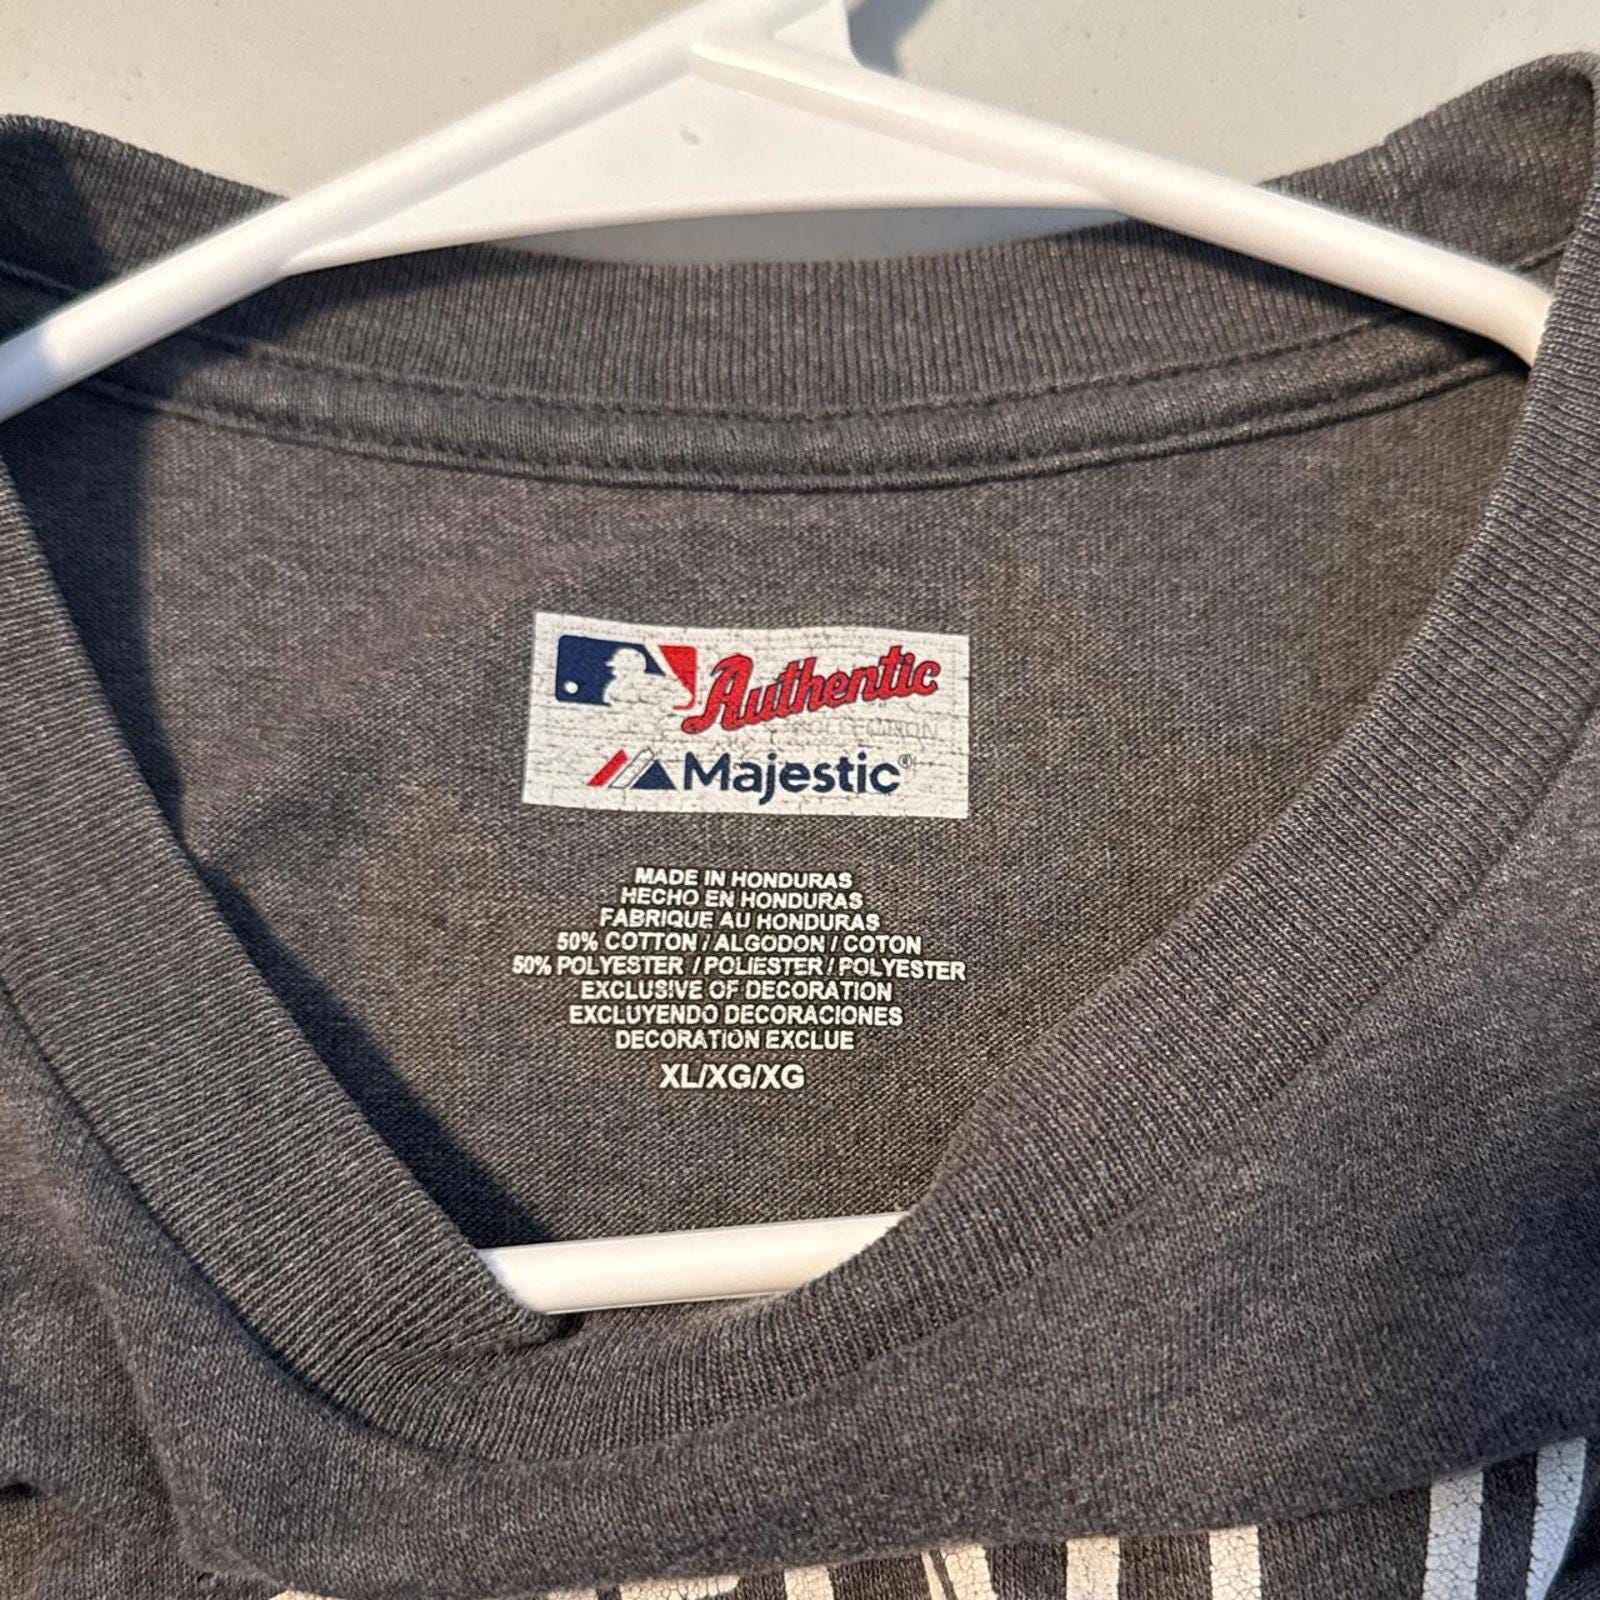 Authentic
COLLECTION
Majestic®
MADE IN HONDURAS
HECHO EN HONDURAS
FABRIQUE AU HONDURAS
50% COTTON / ALGODON / COTON
50% POLYESTER / POLIESTER / POLYESTER
EXCLUSIVE OF DECORATION
EXCLUYENDO DECORACIONES
DECORATION EXCLUE
XL/XG/XG